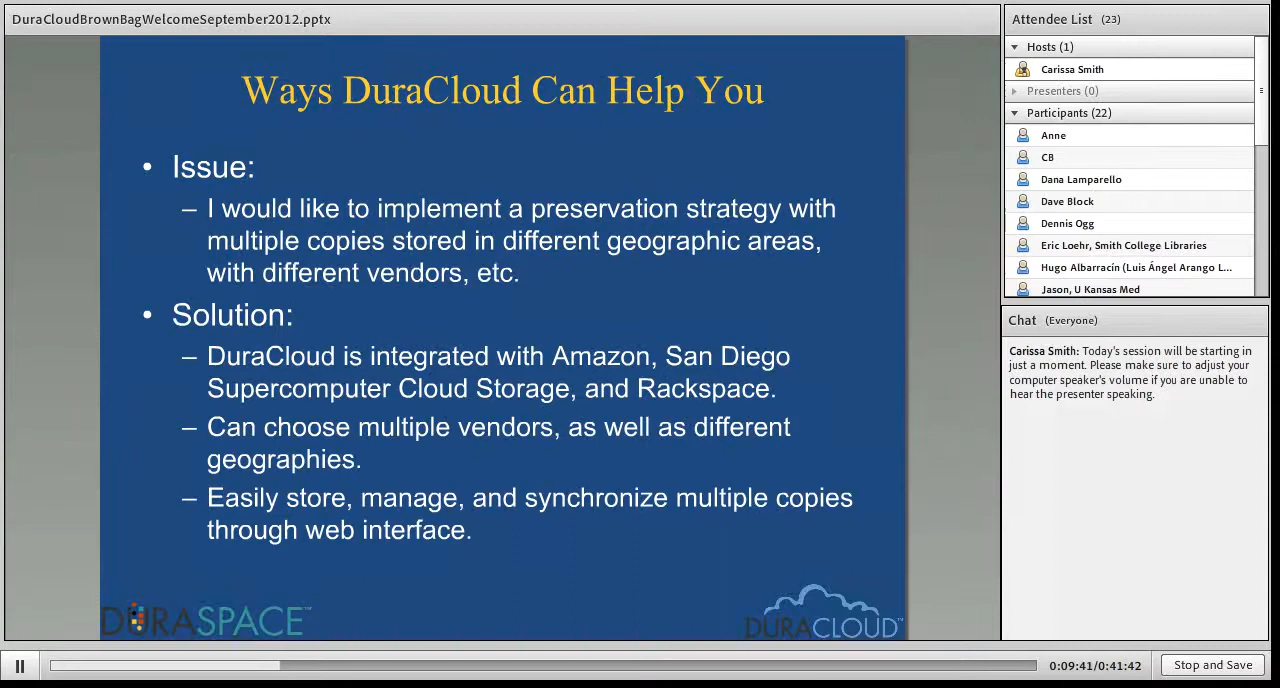 DuraCloudBrownBagWelcomeSeptember2012.pptx
Ways DuraCloud Can Help You
• Issue:
– I would like to implement a preservation strategy with
multiple copies stored in different geographic areas,
with different vendors, etc.
• Solution:
– DuraCloud is integrated with Amazon, San Diego
Supercomputer Cloud Storage, and Rackspace.
– Can choose multiple vendors, as well as different
geographies.
– Easily store, manage, and synchronize multiple copies
through web interface.
DURASPACE™
DURACLOUD™
Attendee List (23)
Hosts (1)
Carissa Smith
Presenters (0)
Participants (22)
Anne
CB
Dana Lamparello
Dave Block
Dennis Ogg
Eric Loehr, Smith College Libraries
Hugo Albarracín (Luis Ángel Arango L...
Jason, U Kansas Med
Chat (Everyone)
Carissa Smith: Today's session will be starting in
just a moment. Please make sure to adjust your
computer speaker's volume if you are unable to
hear the presenter speaking.
0:09:41/0:41:42
Stop and Save